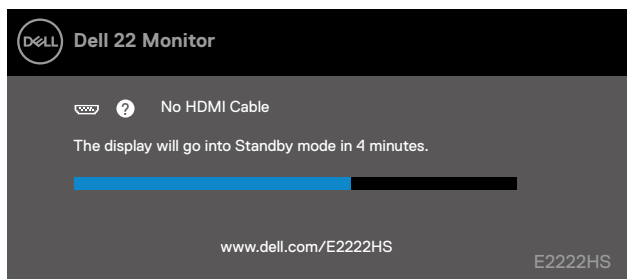 DELL
Dell 22 Monitor
?
No HDMI Cable
The display will go into Standby mode in 4 minutes.
www.dell.com/E2222HS
E2222HS